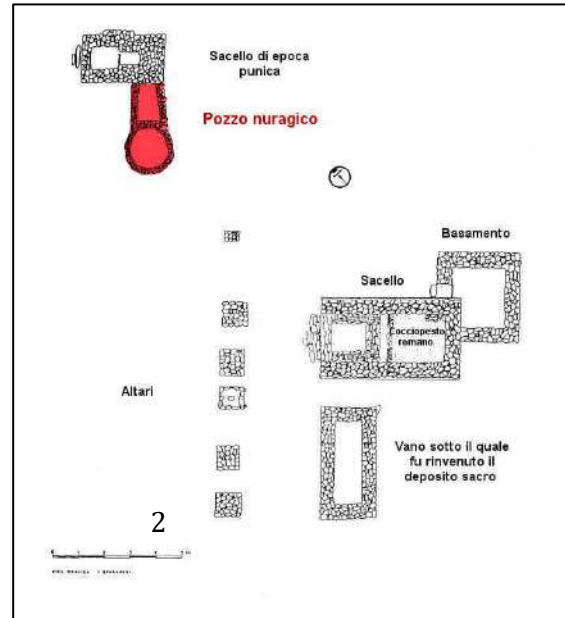 Sacello di epoca
punica
Pozzo nuragico
Basamento
Sacello
Cocciopesto
romano
Altari
Vano sotto il quale
fu rinvenuto il
deposito sacro
2